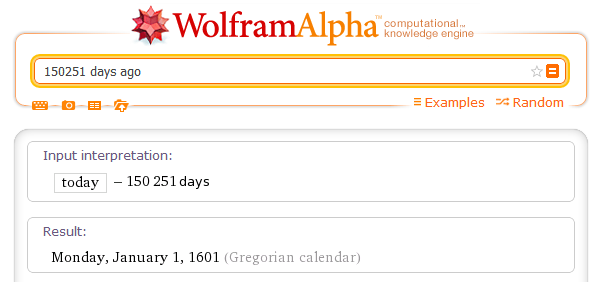 WolframAlpha™ computational...
knowledge engine
150251 days ago
Examples Random
Input interpretation:
today − 150 251 days
Result:
Monday, January 1, 1601 (Gregorian calendar)